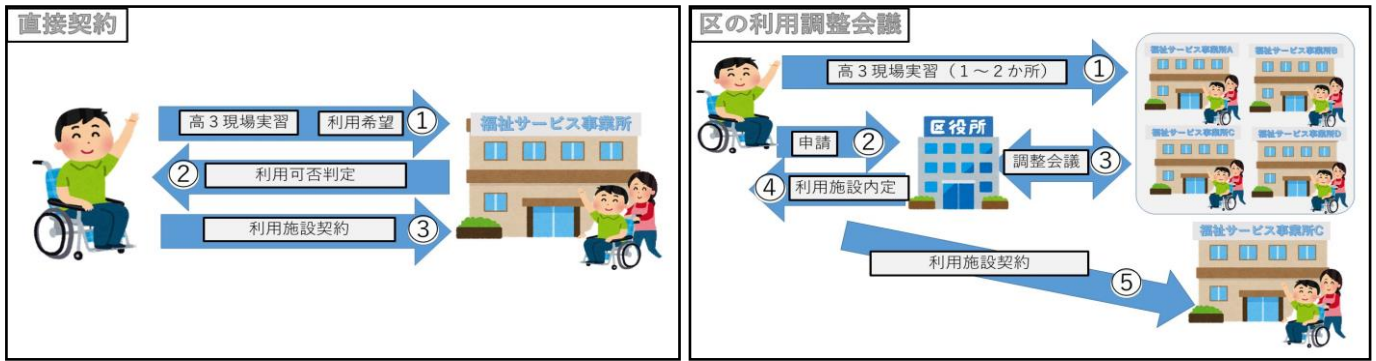 直接契約
高3現場実習 利用希望 ①
福祉サービス事業所
② 利用可否判定
利用施設契約 ③
区の利用調整会議
高3現場実習(1~2か所) ①
福祉サービス事業所A
福祉サービス事業所B
福祉サービス事業所C
福祉サービス事業所D
申請 ②
区役所
調整会議 ③
④ 利用施設内定
福祉サービス事業所C
利用施設契約 ⑤